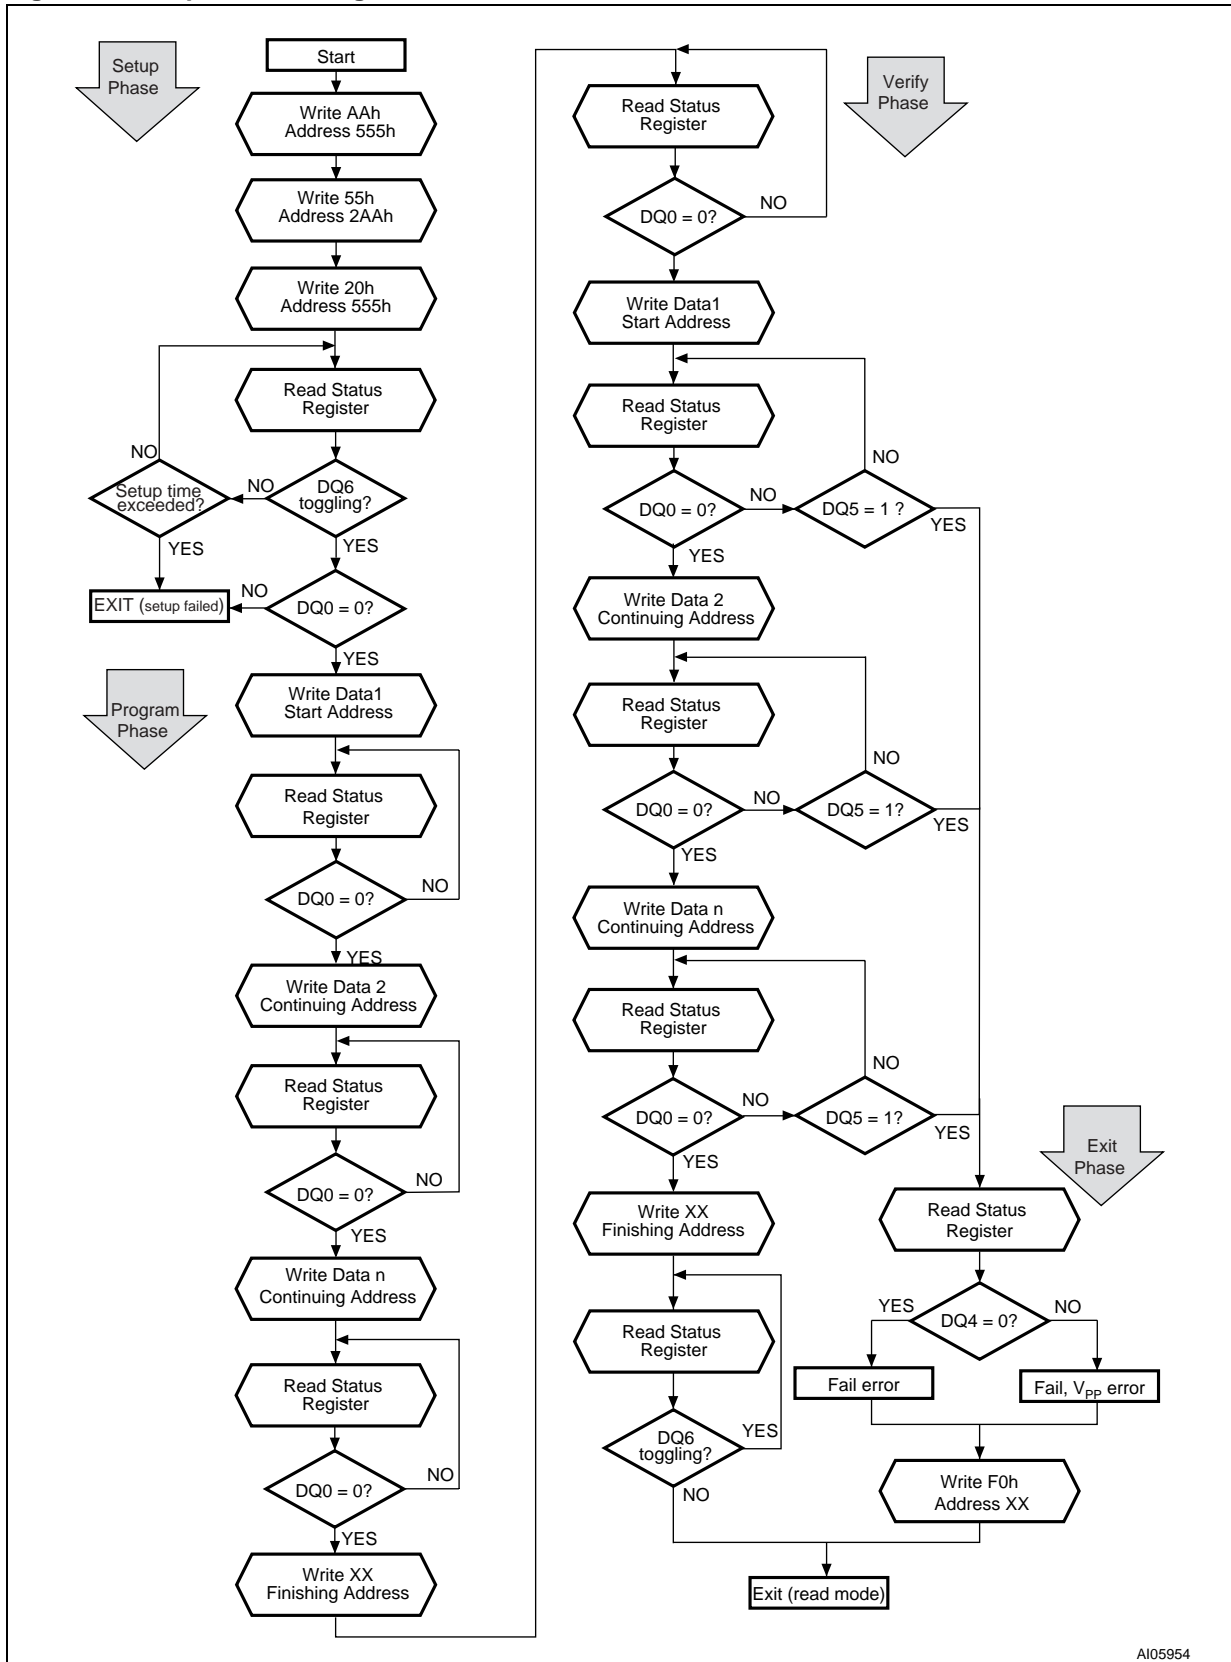 Setup
Phase
Start
Write AAh
Address 555h
Write 55h
Address 2AAh
Write 20h
Address 555h
Read Status
Register
NO
Setup time
exceeded?
NO
DQ6
toggling?
YES
YES
EXIT (setup failed)
NO
DQ0 = 0?
YES
Program
Phase
Write Data1
Start Address
Read Status
Register
DQ0 = 0?
NO
YES
Write Data 2
Continuing Address
Read Status
Register
DQ0 = 0?
NO
YES
Write Data n
Continuing Address
Read Status
Register
DQ0 = 0?
NO
YES
Write XX
Finishing Address
Verify
Phase
Read Status
Register
DQ0 = 0?
NO
Write Data1
Start Address
Read Status
Register
NO
DQ0 = 0?
NO
DQ5 = 1 ?
YES
YES
Write Data 2
Continuing Address
Read Status
Register
NO
DQ0 = 0?
NO
DQ5 = 1?
YES
YES
Write Data n
Continuing Address
Read Status
Register
NO
DQ0 = 0?
NO
DQ5 = 1?
YES
YES
Write XX
Finishing Address
Read Status
Register
DQ6
toggling?
YES
NO
Exit
Phase
Read Status
Register
YES
DQ4 = 0?
NO
Fail error
Fail, VPP error
Write F0h
Address XX
Exit (read mode)
AI05954